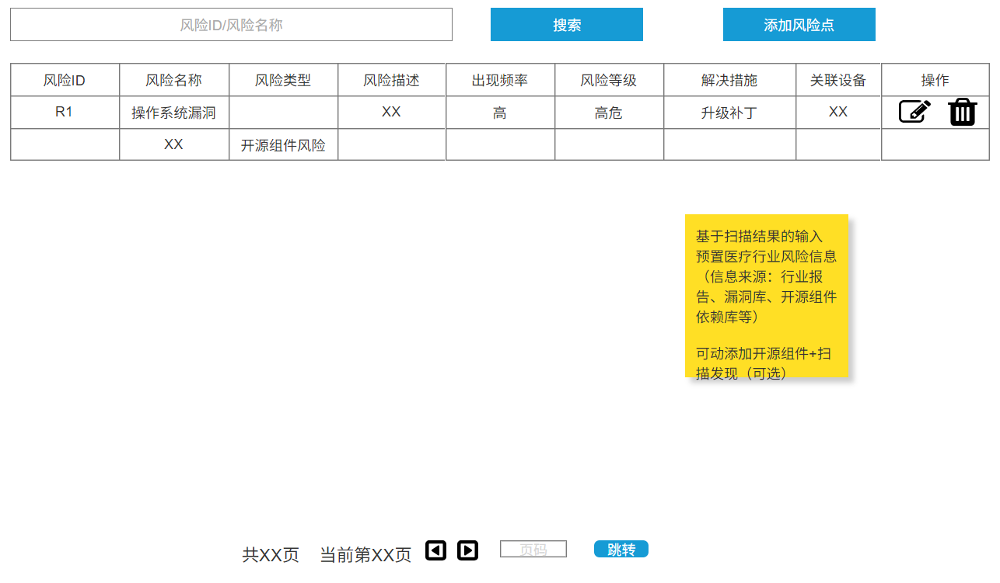 风险ID/风险名称 搜索 添加风险点
风险ID 风险名称 风险类型 风险描述 出现频率 风险等级 解决措施 关联设备 操作
R1 操作系统漏洞 XX 高 高危 升级补丁 XX
XX 开源组件风险
基于扫描结果的输入
预置医疗行业风险信息
（信息来源：行业报
告、漏洞库、开源组件
依赖库等）
可动添加开源组件+扫
描发现（可选）
共XX页 当前第XX页 页码 跳转